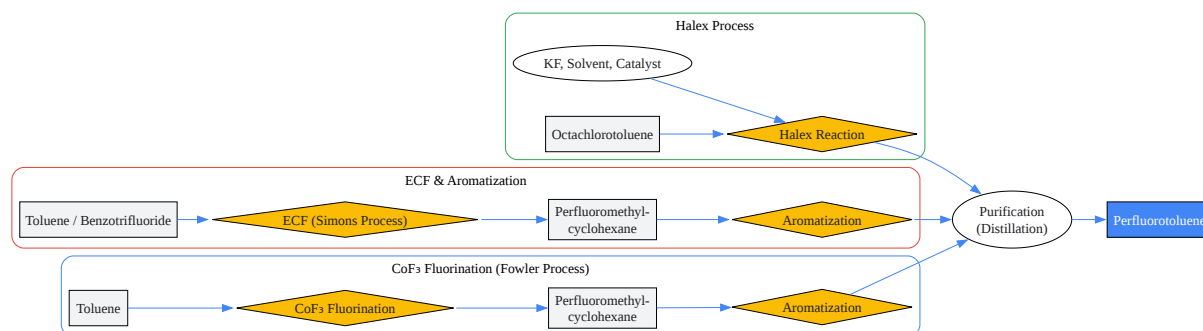 Halex Process
KF, Solvent, Catalyst
Octachlorotoluene
Halex Reaction
ECF & Aromatization
Toluene / Benzotrifluoride
ECF (Simons Process)
Perfluoromethyl-
cyclohexane
Aromatization
Purification
(Distillation)
Perfluorotoluene
CoF₃ Fluorination (Fowler Process)
Toluene
CoF₃ Fluorination
Perfluoromethyl-
cyclohexane
Aromatization